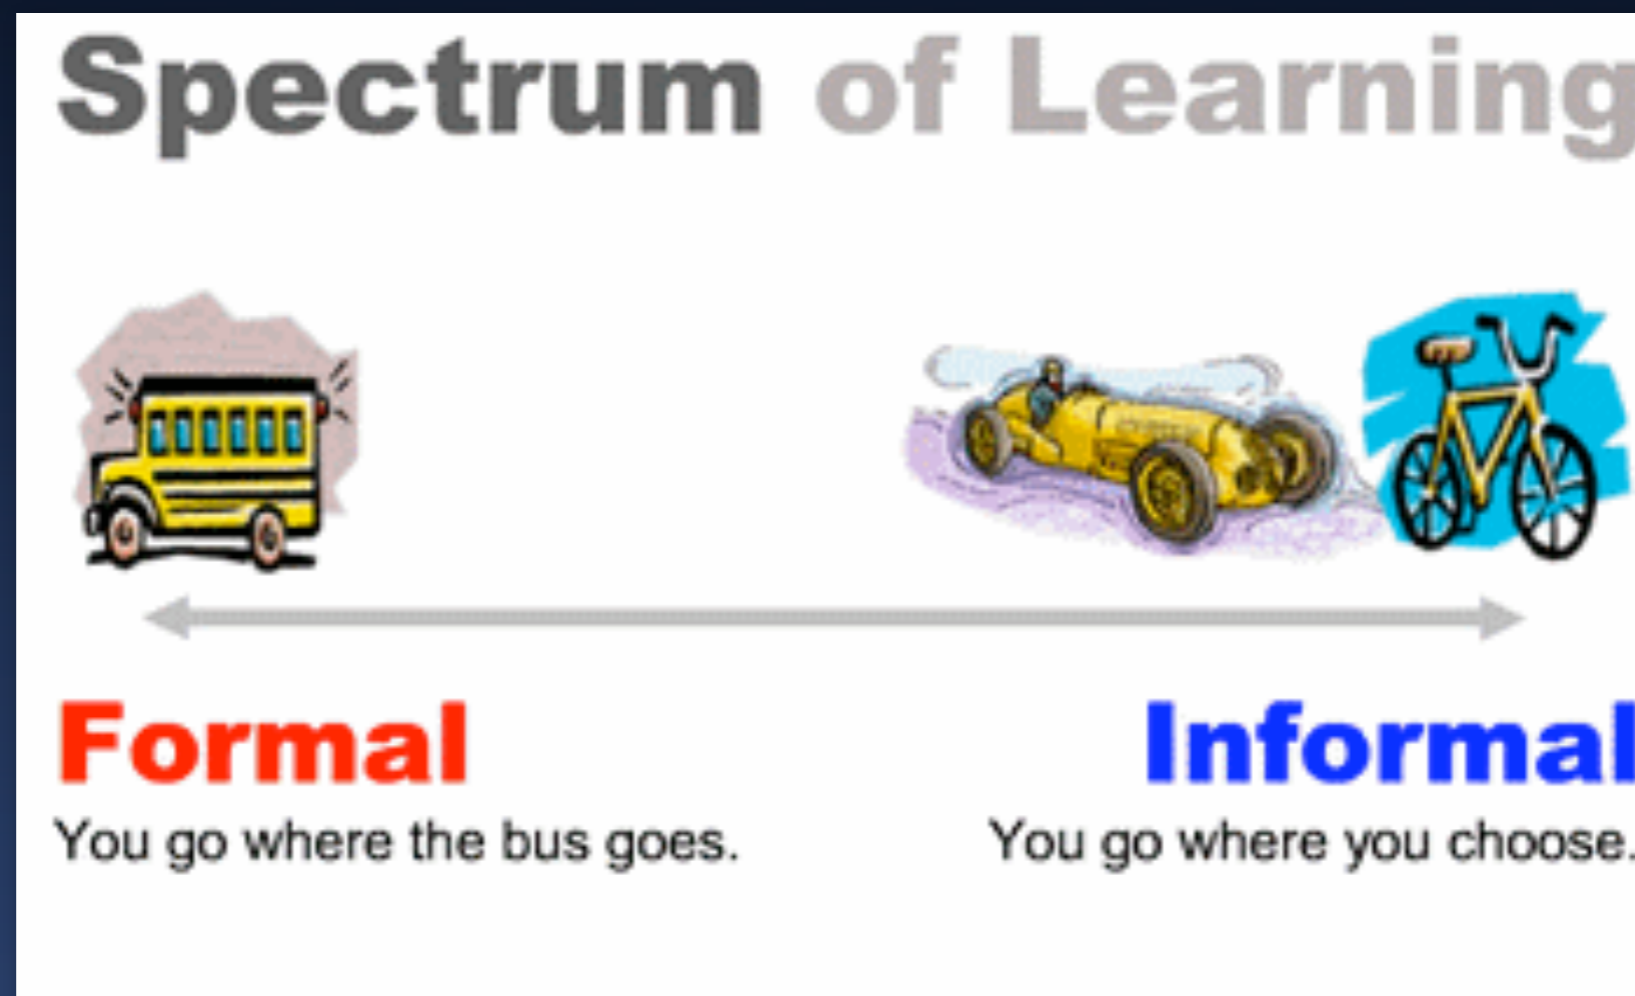 Spectrum of Learning
Formal
Informal
You go where the bus goes.
You go where you choose.